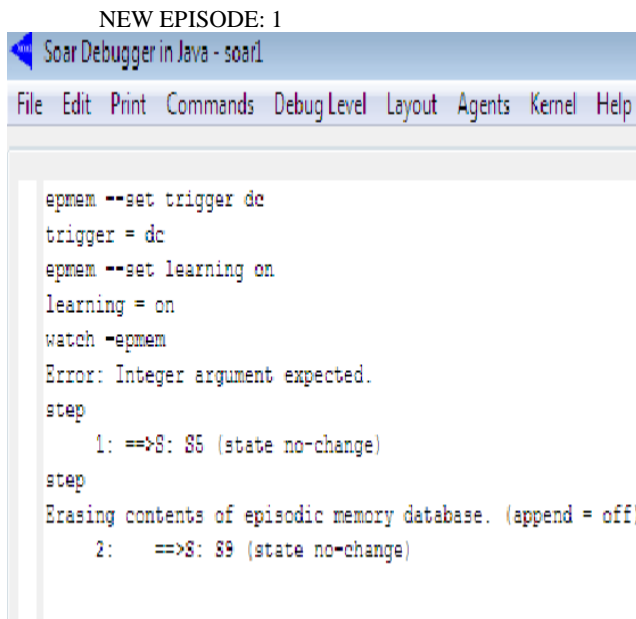 NEW EPISODE: 1
Soar Debugger in Java - soar1
File Edit Print Commands Debug Level Layout Agents Kernel Help
epmem --set trigger dc
trigger = dc
epmem --set learning on
learning = on
watch -epmem
Error: Integer argument expected.
step
1: ==>S: S5 (state no-change)
step
Erasing contents of episodic memory database. (append = off)
2: ==>S: S9 (state no-change)